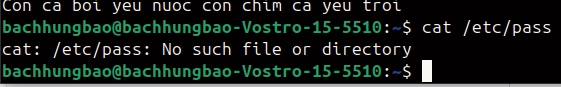 Con ca boi yeu nuoc con chim ca yeu troi
bachhungbao@bachhungbao-Vostro-15-5510:~$ cat /etc/pass
cat: /etc/pass: No such file or directory
bachhungbao@bachhungbao-Vostro-15-5510:~$